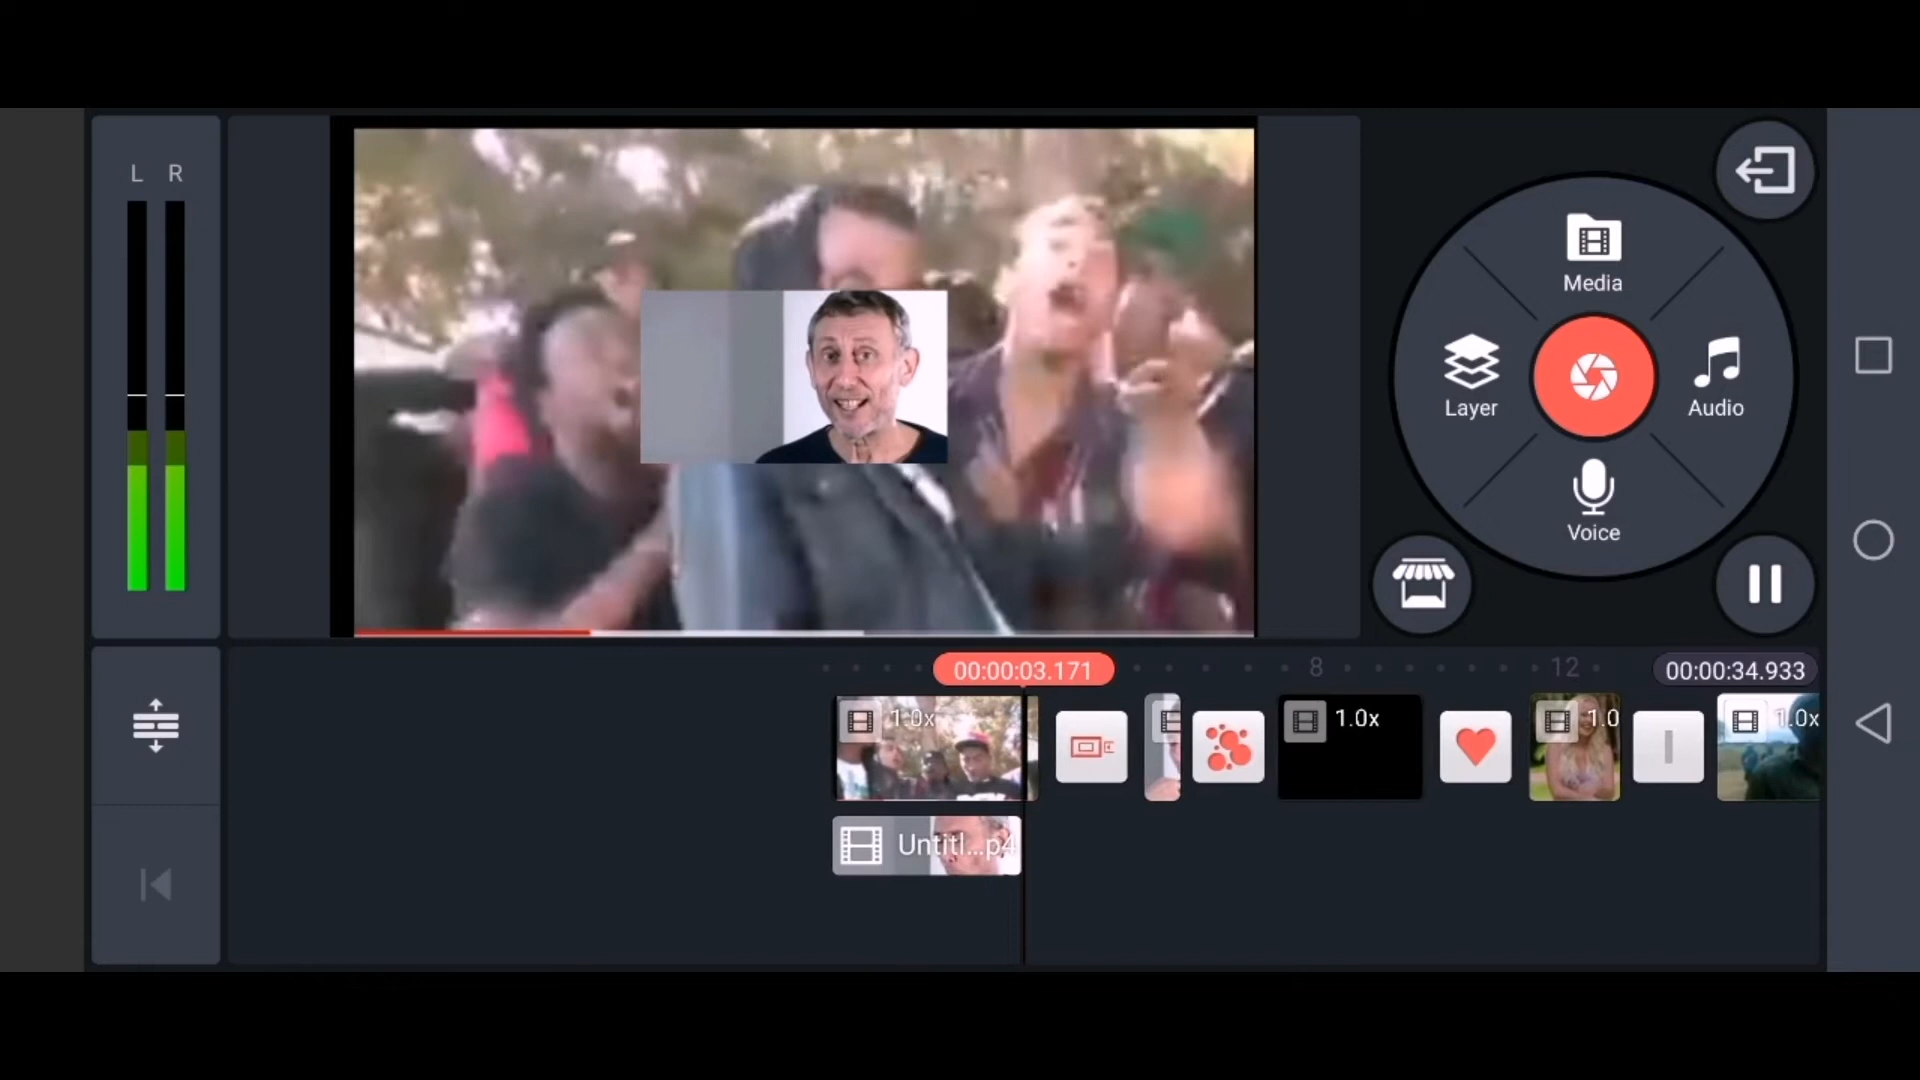 L R
Media
Layer
Audio
Voice
00:00:03.171
8
12
00:00:34.933
1.0x
1.0x
1.0
1.0x
Untitl...p4